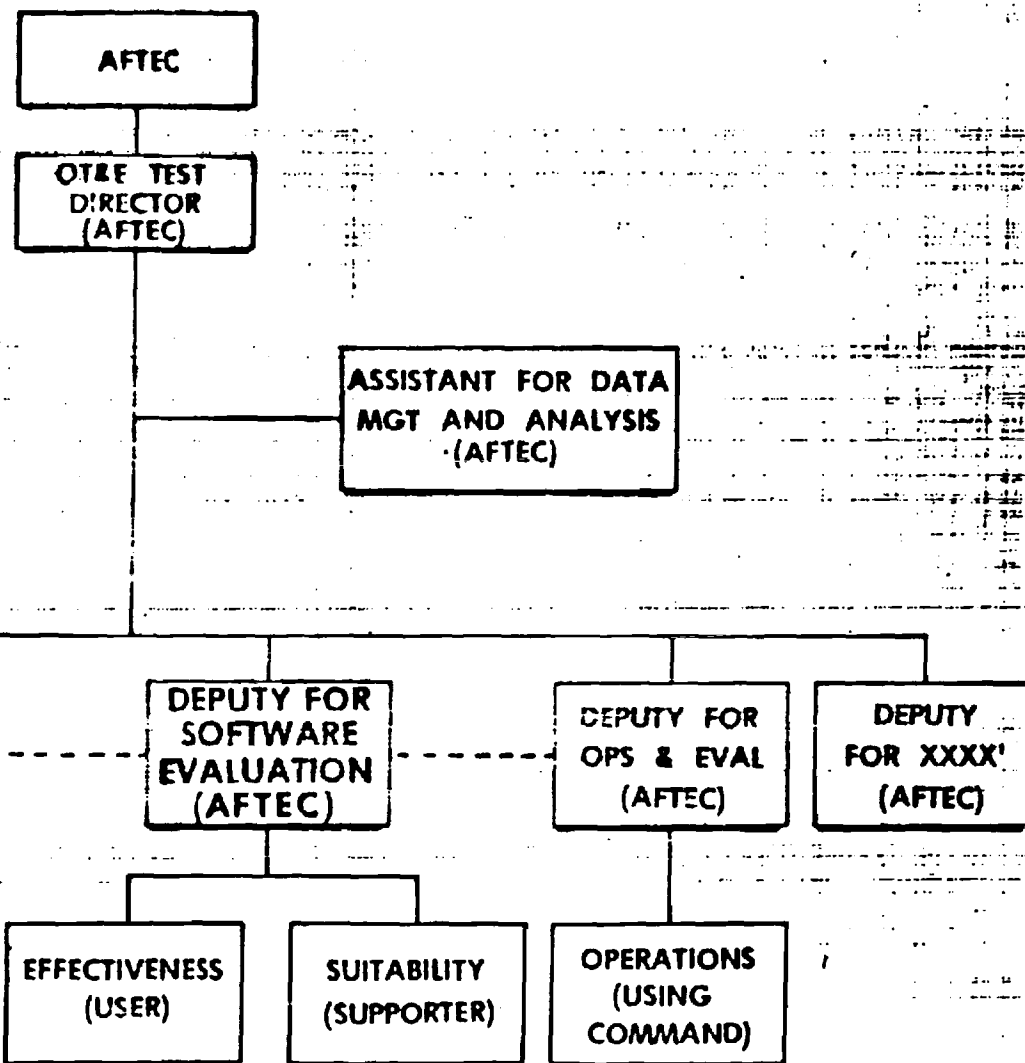 AFTEC
OT&E TEST
DIRECTOR
(AFTEC)
ASSISTANT FOR DATA
MGT AND ANALYSIS
(AFTEC)
DEPUTY FOR
SOFTWARE
EVALUATION
(AFTEC)
DEPUTY FOR
OPS & EVAL
(AFTEC)
DEPUTY
FOR XXXX'
(AFTEC)
EFFECTIVENESS
(USER)
SUITABILITY
(SUPPORTER)
OPERATIONS
(USING
COMMAND)